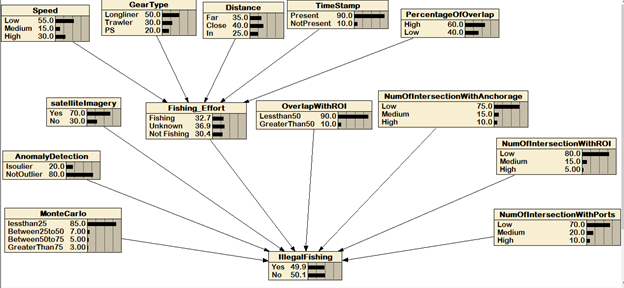 Speed
Low 55.0
Medium 15.0
High 30.0
GearType
Longliner 50.0
Trawler 30.0
PS 20.0
Distance
Far 35.0
Close 40.0
In 25.0
TimeStamp
Present 90.0
NotPresent 10.0
PercentageOfOverlap
High 60.0
Low 40.0
satelliteImagery
Yes 70.0
No 30.0
Fishing_Effort
Fishing 32.7
Unknown 36.9
Not Fishing 30.4
OverlapWithROI
Lessthan50 90.0
GreaterThan50 10.0
NumOfIntersectionWithAnchorage
Low 75.0
Medium 15.0
High 10.0
AnomalyDetection
Isoulier 20.0
NotOutlier 80.0
NumOfIntersectionWithROI
Low 80.0
Medium 15.0
High 5.00
MonteCarlo
lessthan25 85.0
Between25to50 7.00
Between50to75 5.00
GreaterThan75 3.00
NumOfIntersectionWithPorts
Low 70.0
Medium 20.0
High 10.0
IllegalFishing
Yes 49.9
No 50.1